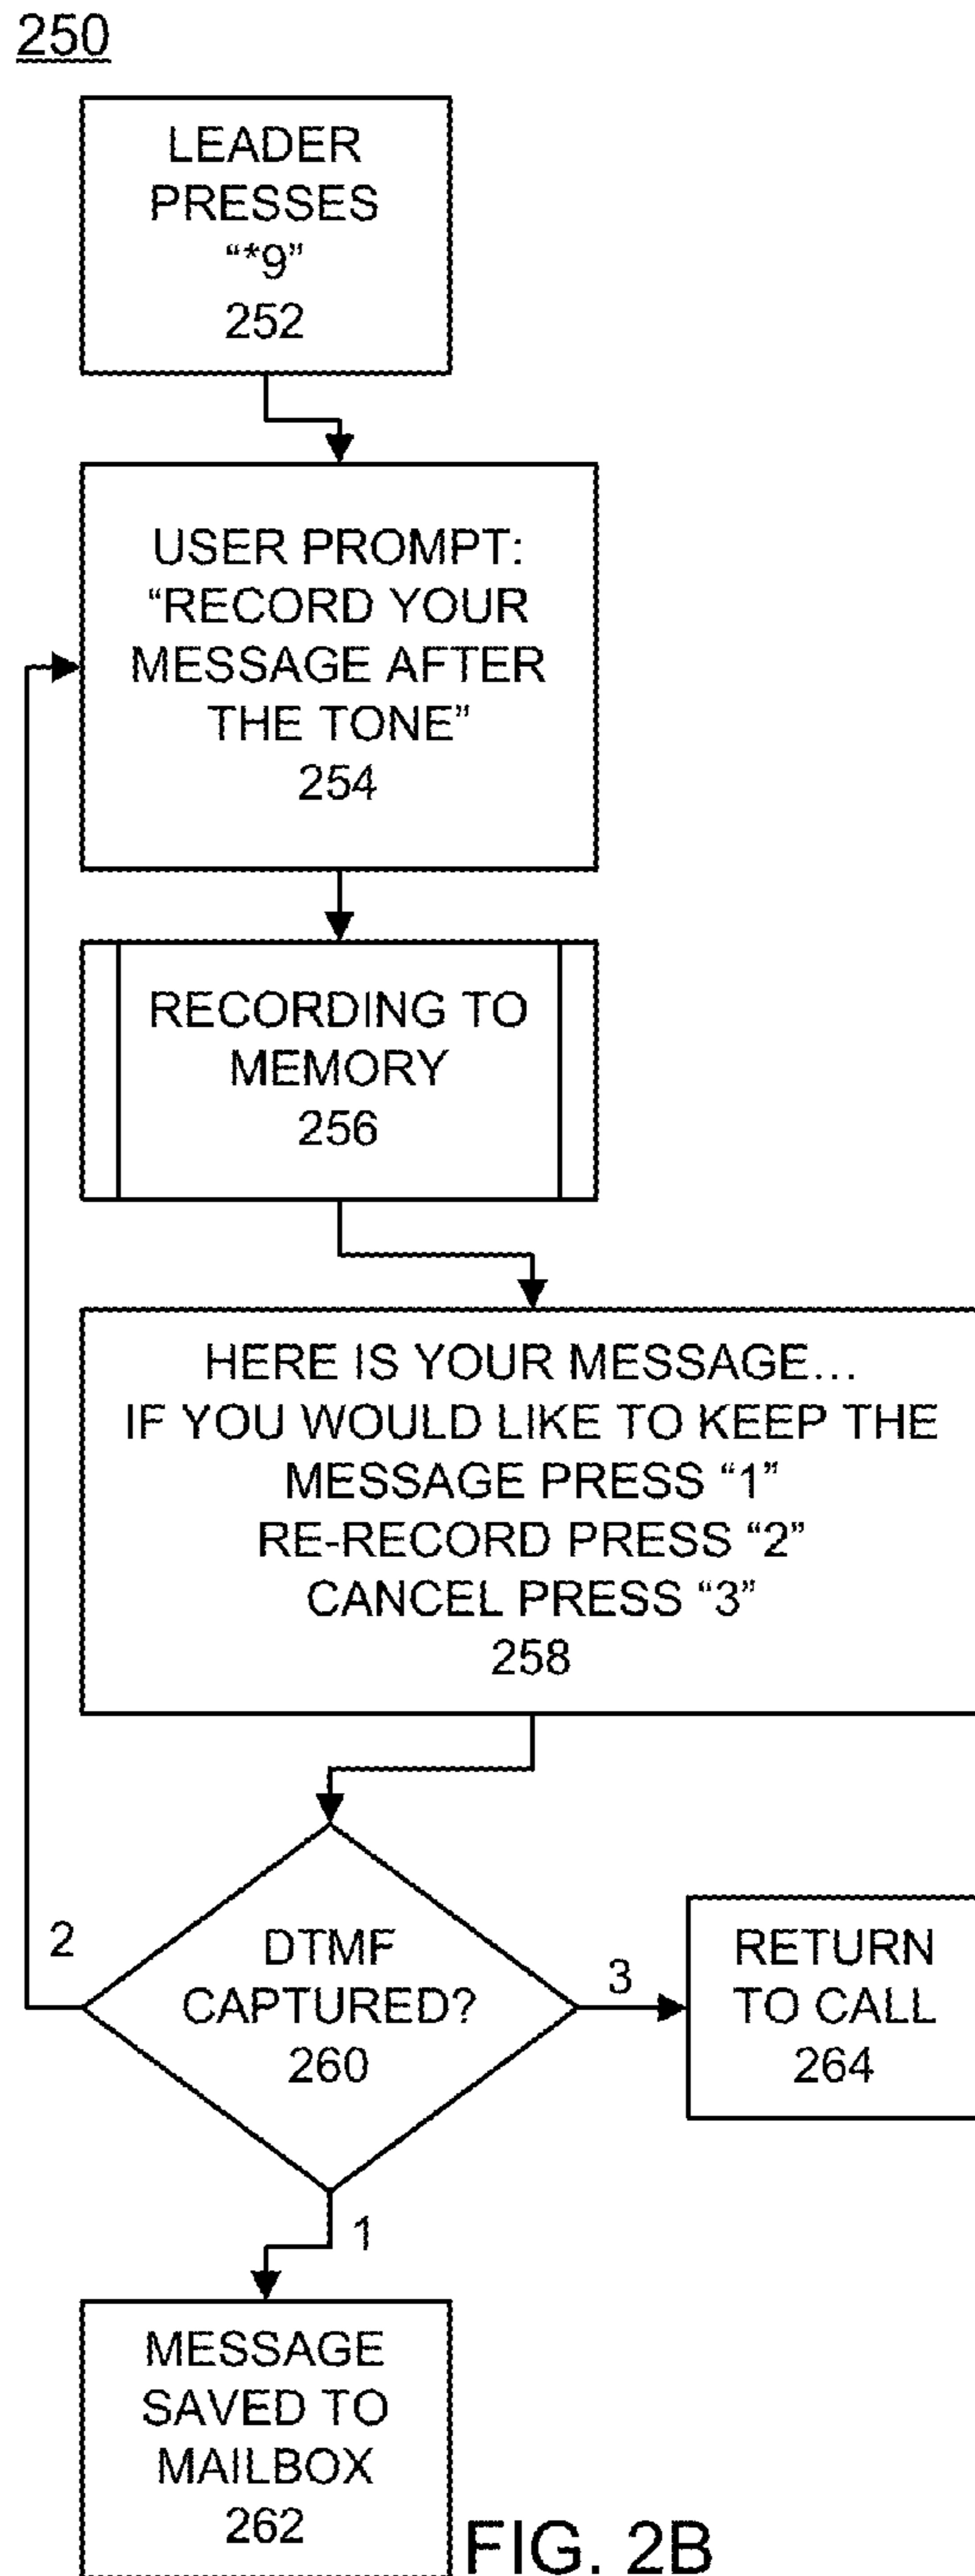 250
LEADER
PRESSES
“*9”
252
USER PROMPT:
“RECORD YOUR
MESSAGE AFTER
THE TONE”
254
RECORDING TO
MEMORY
256
HERE IS YOUR MESSAGE…
IF YOU WOULD LIKE TO KEEP THE
MESSAGE PRESS “1”
RE-RECORD PRESS “2”
CANCEL PRESS “3”
258
2
DTMF
CAPTURED?
260
3
RETURN
TO CALL
264
1
MESSAGE
SAVED TO
MAILBOX
262
FIG. 2B